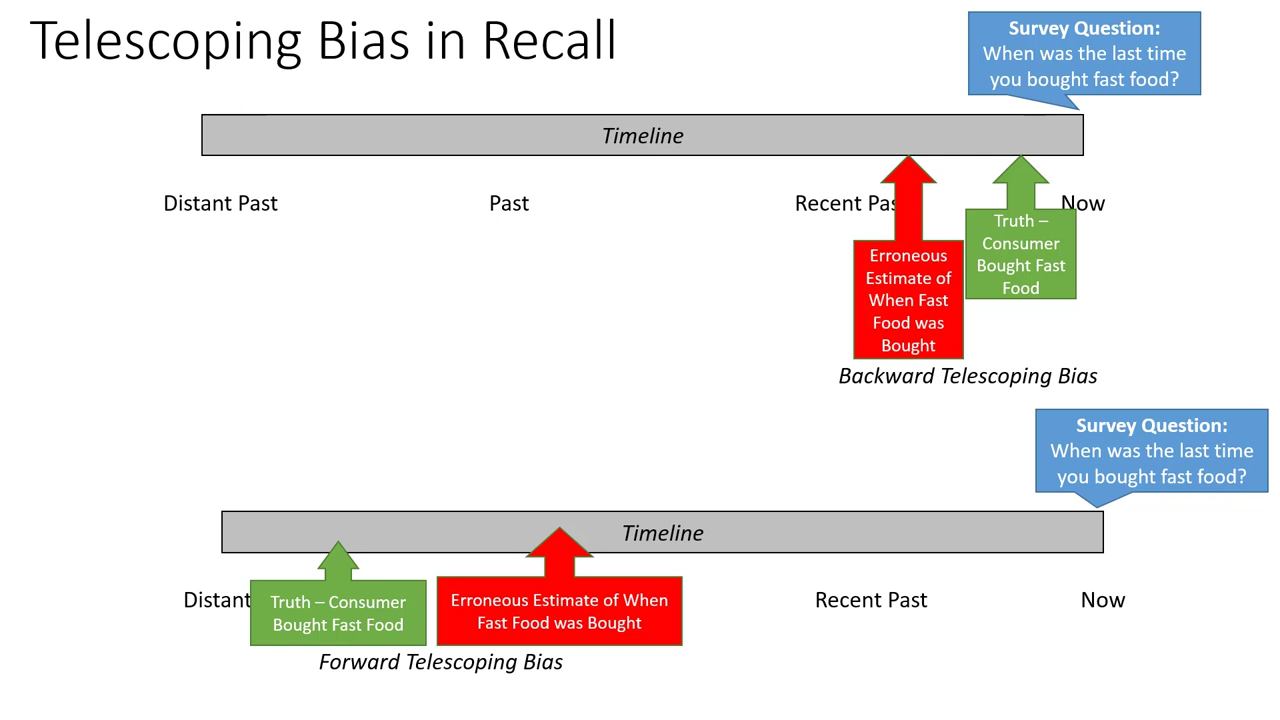 Telescoping Bias in Recall
Survey Question:
When was the last time
you bought fast food?
Timeline
Distant Past
Past
Recent Pas
Now
Erroneous
Estimate of
When Fast
Food was
Bought
Truth –
Consumer
Bought Fast
Food
Backward Telescoping Bias
Survey Question:
When was the last time
you bought fast food?
Timeline
Distant
Recent Past
Now
Truth – Consumer
Bought Fast Food
Erroneous Estimate of When
Fast Food was Bought
Forward Telescoping Bias